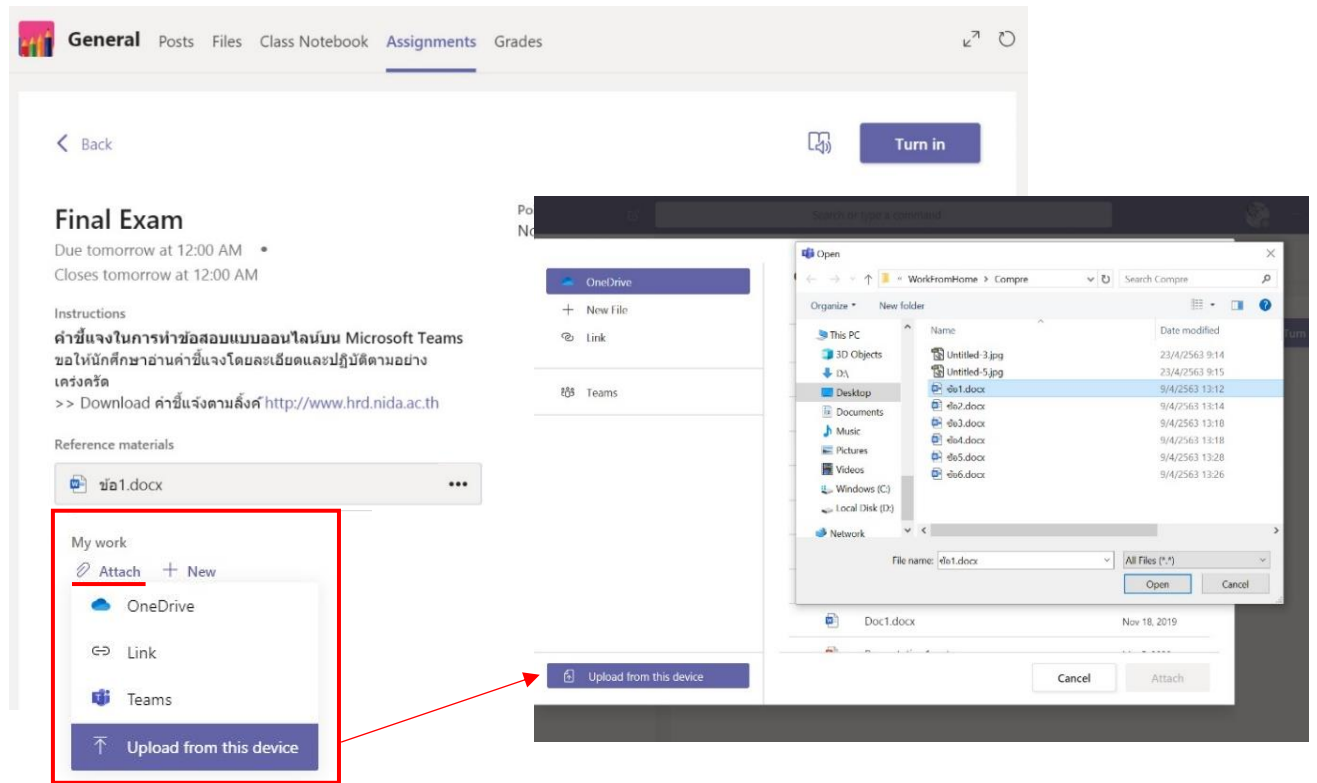 General Posts Files Class Notebook Assignments Grades
Back
Turn in
Final Exam
Due tomorrow at 12:00 AM •
Closes tomorrow at 12:00 AM
Instructions
คำชี้แจงในการทำข้อสอบแบบออนไลน์บน Microsoft Teams
ขอให้นักศึกษาอ่านคำชี้แจงโดยละเอียดและปฏิบัติตามอย่าง
เคร่งครัด
>> Download คำชี้แจ้งตามลิ้งค์ http://www.hrd.nida.ac.th
Reference materials
ข้อ1.docx
My work
Attach + New
OneDrive
Link
Teams
Upload from this device
Po
No
Search or type a command
OneDrive
+ New File
Link
Teams
Upload from this device
Open
« WorkFromHome > Compre
Search Compre
Organize
New folder
This PC
3D Objects
D:\
Desktop
Documents
Music
Pictures
Videos
Windows (C:)
Local Disk (D:)
Network
Name Date modified
Untitled-3.jpg 23/4/2563 9:14
Untitled-5.jpg 23/4/2563 9:15
ข้อ1.docx 9/4/2563 13:12
ข้อ2.docx 9/4/2563 13:14
ข้อ3.docx 9/4/2563 13:18
ข้อ4.docx 9/4/2563 13:18
ข้อ5.docx 9/4/2563 13:28
ข้อ6.docx 9/4/2563 13:26
File name: ข้อ1.docx All Files (*.*)
Open Cancel
Doc1.docx Nov 18, 2019
Cancel Attach
Turn